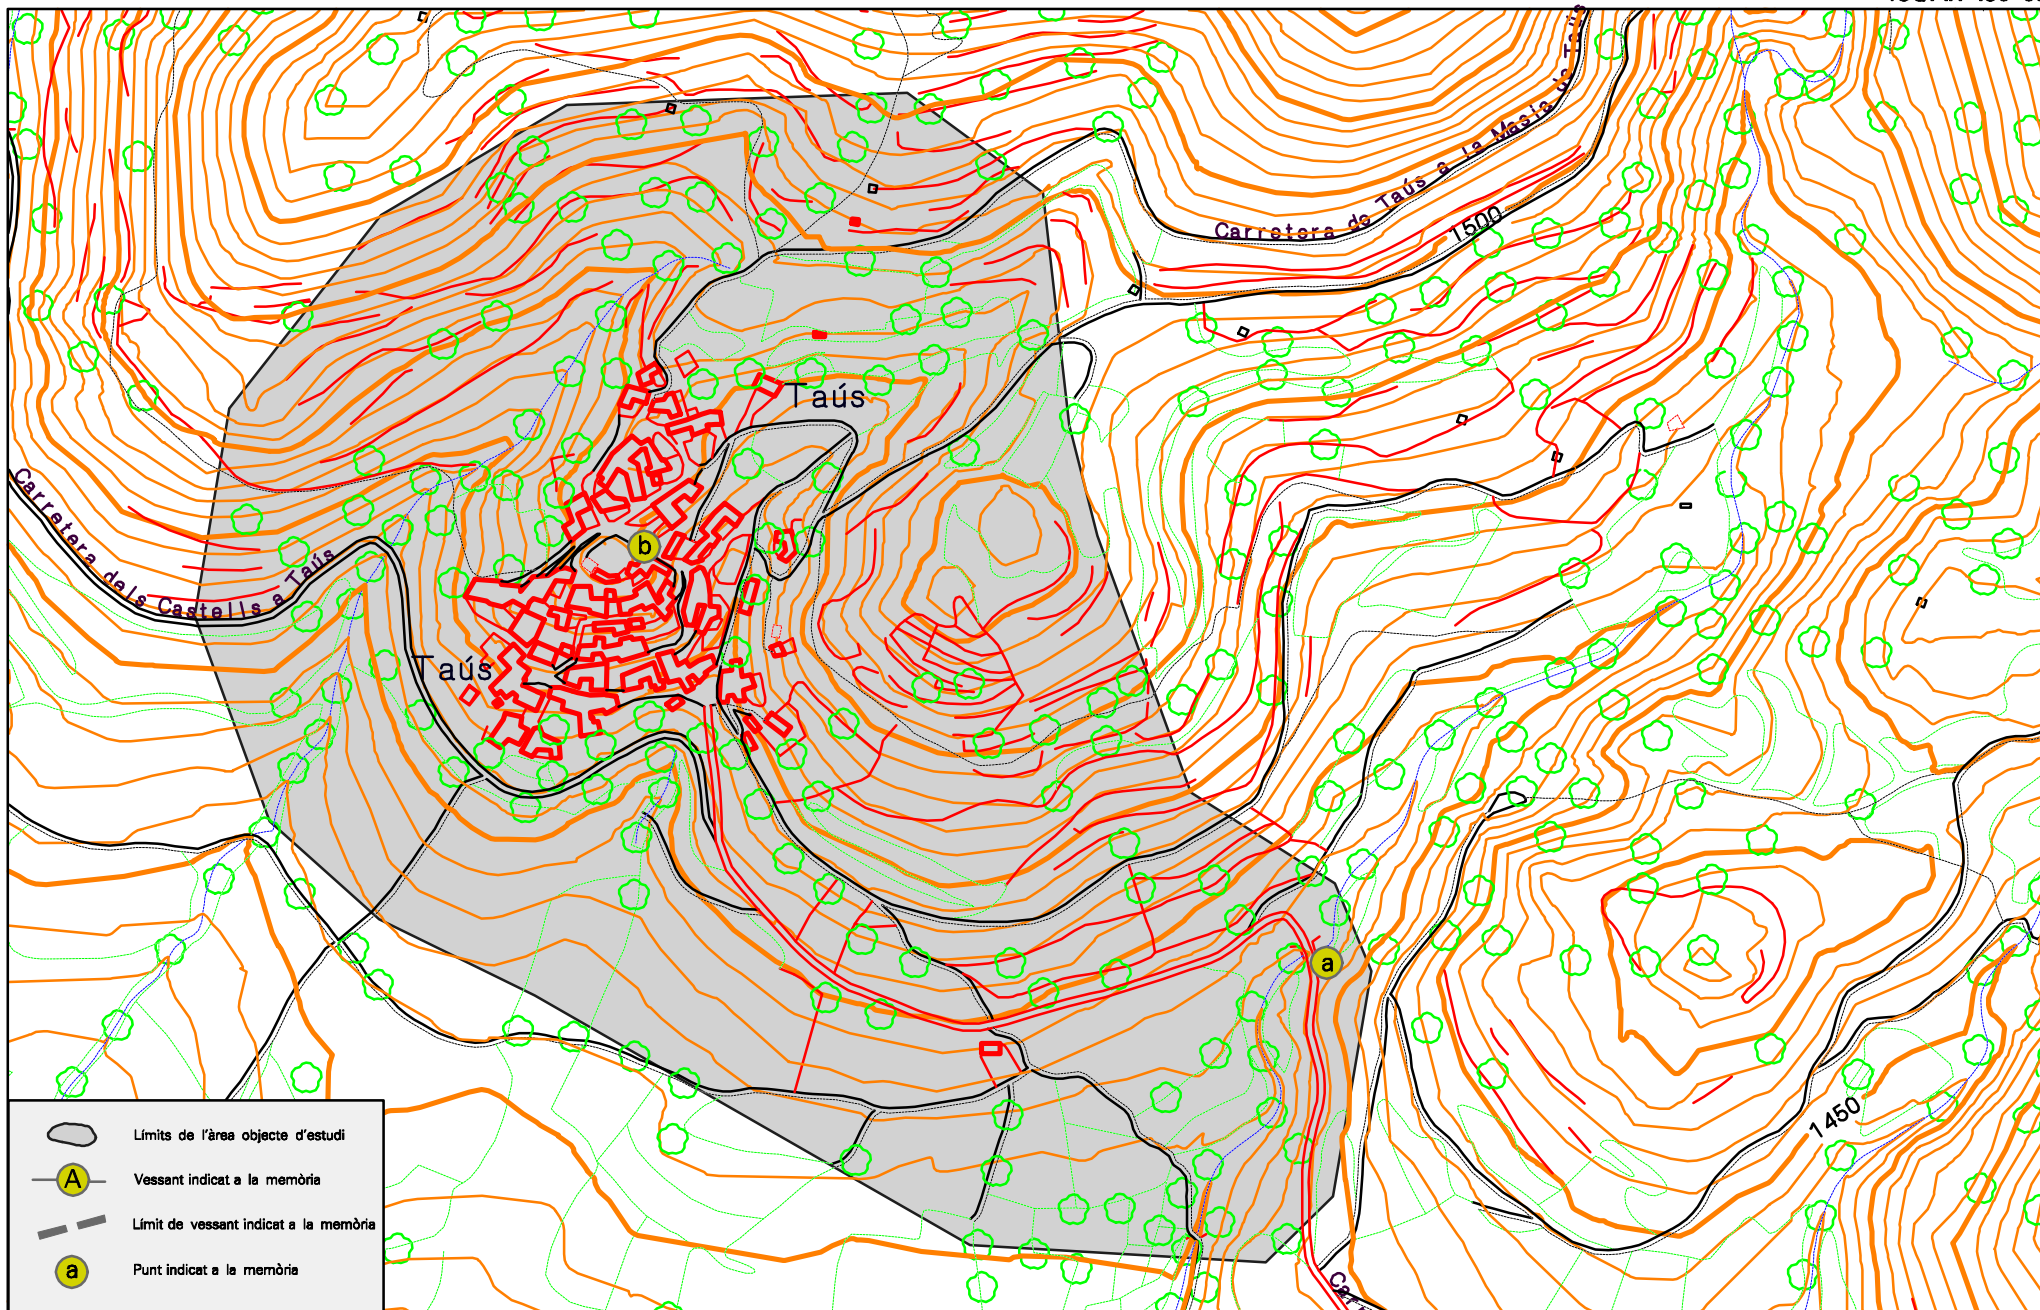 Carretera de Taús a la Masia de Taús
1500
Taús
Carretera dels Castells a Taús
b
Taús
a
1450
Límits de l'àrea objecte d'estudi
A Vessant indicat a la memòria
Límit de vessant indicat a la memòria
a Punt indicat a la memòria